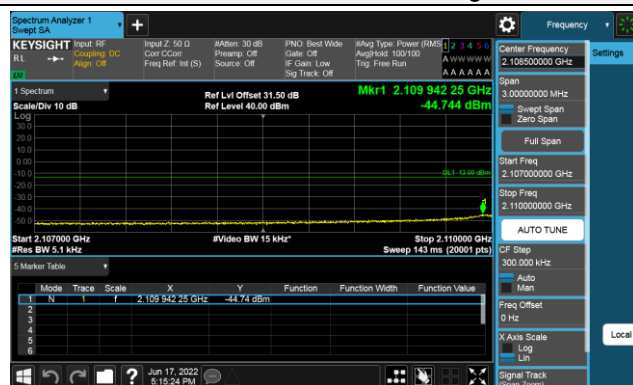 Spectrum Analyzer 1
Swept SA
Frequency
KEYSIGHT
RL
Input: RF
Coupling: DC
Align: Off
Input Z: 50 Ω
Corr CCorr
Freq Ref: Int (S)
#Atten: 30 dB
Preamp: Off
Source: Off
PNO: Best Wide
Gate: Off
IF Gain: Low
Sig Track: Off
#Avg Type: Power (RMS)
Avg|Hold: 100/100
Trig: Free Run
1 2 3 4 5 6
A W W W W W
A A A A A A
1 Spectrum
Scale/Div 10 dB
Ref Lvl Offset 31.50 dB
Ref Level 40.00 dBm
Mkr1 2.109 942 25 GHz
-44.744 dBm
Log
30.0
20.0
10.0
0.00
-10.0
-20.0
-30.0
-40.0
-50.0
DL1 -13.00 dBm
Start 2.107000 GHz
#Res BW 5.1 kHz
#Video BW 15 kHz*
Stop 2.110000 GHz
Sweep 143 ms (20001 pts)
5 Marker Table
Mode Trace Scale X Y Function Function Width Function Value
1 N 1 f 2.109 942 25 GHz -44.74 dBm
2
3
4
5
6
Jun 17, 2022
5:15:24 PM
Center Frequency
2.108500000 GHz
Settings
Span
3.00000000 MHz
Swept Span
Zero Span
Full Span
Start Freq
2.107000000 GHz
Stop Freq
2.110000000 GHz
AUTO TUNE
CF Step
300.000 kHz
Auto
Man
Freq Offset
0 Hz
X Axis Scale
Log
Lin
Local
Signal Track
(Span Zoom)